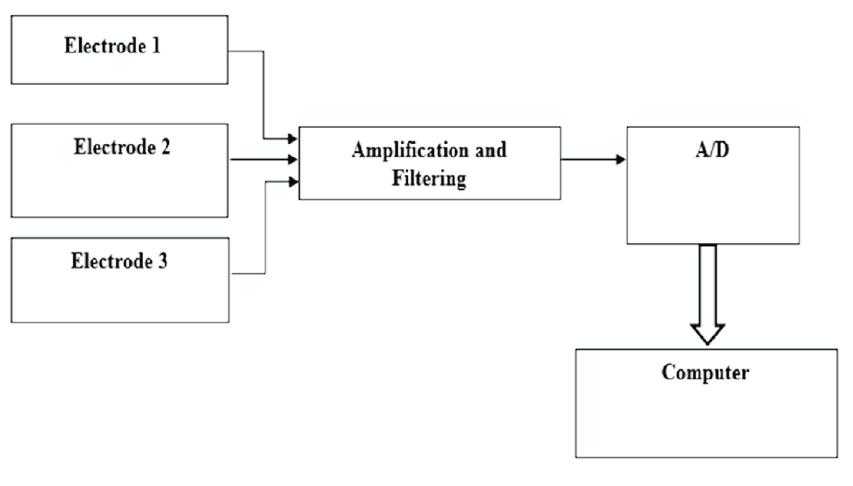 Electrode 1
Electrode 2
Electrode 3
Amplification and
Filtering
A/D
Computer